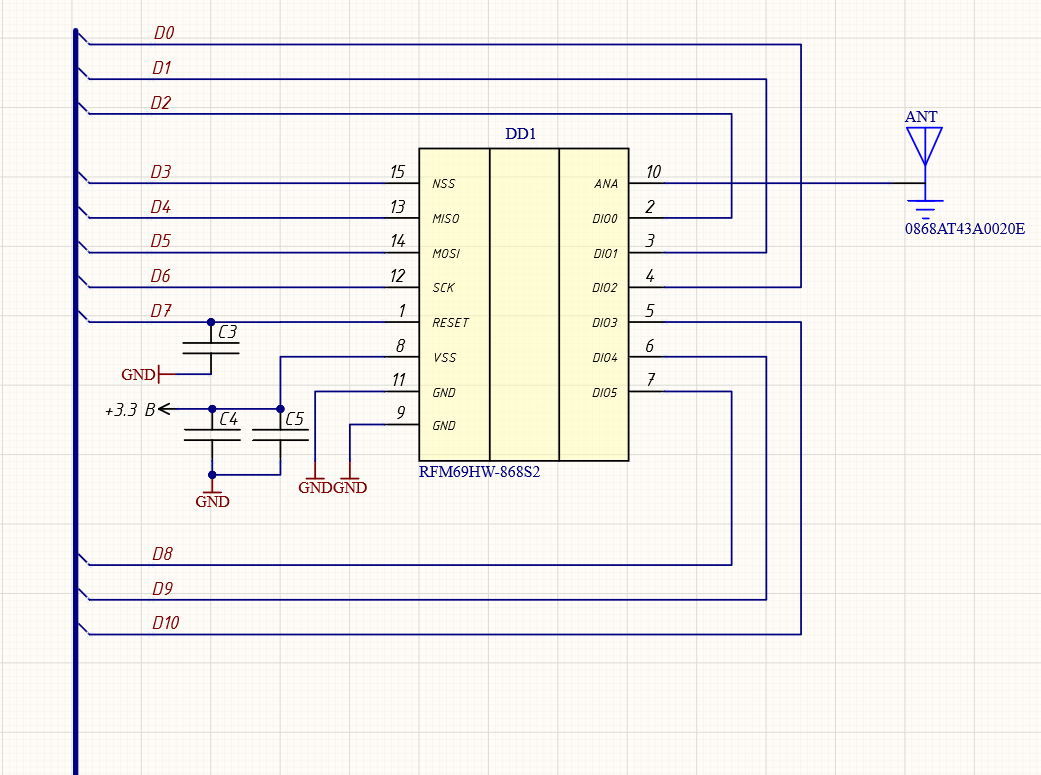 D0
D1
D2
ANT
DD1
D3 15 NSS ANA 10
D4 13 MISO DIO0 2
0868AT43A0020E
D5 14 MOSI DIO1 3
D6 12 SCK DIO2 4
D7 1 RESET DIO3 5
C3
8 VSS DIO4 6
GND
11 GND DIO5 7
+3.3 В
C4 C5 9 GND
RFM69HW-868S2
GND GND
GND
D8
D9
D10